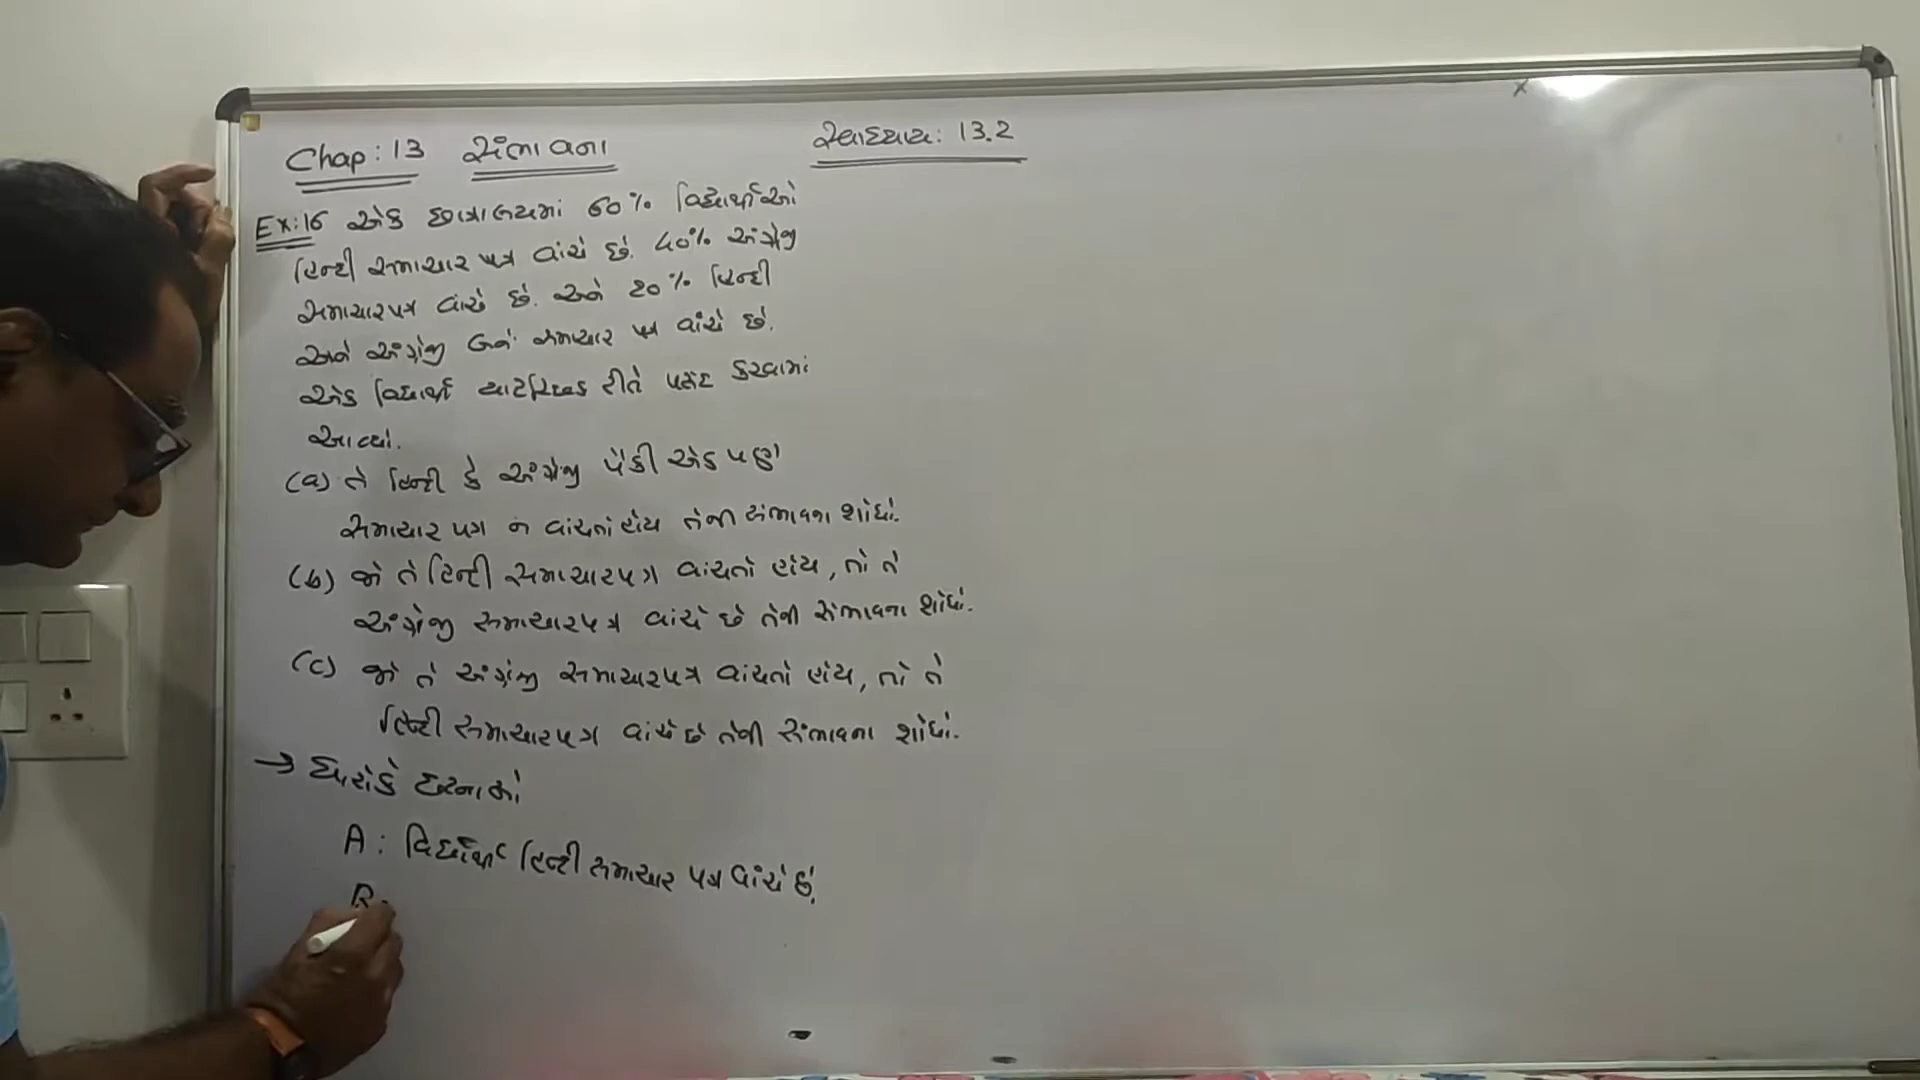 Chap: 13 સંભાવના
સ્વાધ્યાય: 13.2
Ex:16 એક છાત્રાલયમાં 60% વિદ્યાર્થીઓ
હિન્દી સમાચાર પત્ર વાંચે છે. 40% અંગ્રેજી
સમાચારપત્ર વાંચે છે. અને 20% હિન્દી
અને અંગ્રેજી બંને સમાચાર પત્ર વાંચે છે.
એક વિદ્યાર્થી યાદચ્છિક રીતે પસંદ કરવામાં
આવ્યો.
(a) તે હિન્દી કે અંગ્રેજી પૈકી એક પણ
સમાચાર પત્ર ન વાંચતો હોય તેની સંભાવના શોધો.
(b) જો તે હિન્દી સમાચારપત્ર વાંચતો હોય, તો તે
અંગ્રેજી સમાચારપત્ર વાંચે છે તેની સંભાવના શોધો.
(c) જો તે અંગ્રેજી સમાચારપત્ર વાંચતો હોય, તો તે
હિન્દી સમાચારપત્ર વાંચે છે તેની સંભાવના શોધો.
→ ધારોકે ઘટનાઓ
A: વિદ્યાર્થી હિન્દી સમાચાર પત્ર વાંચે છે.
B: